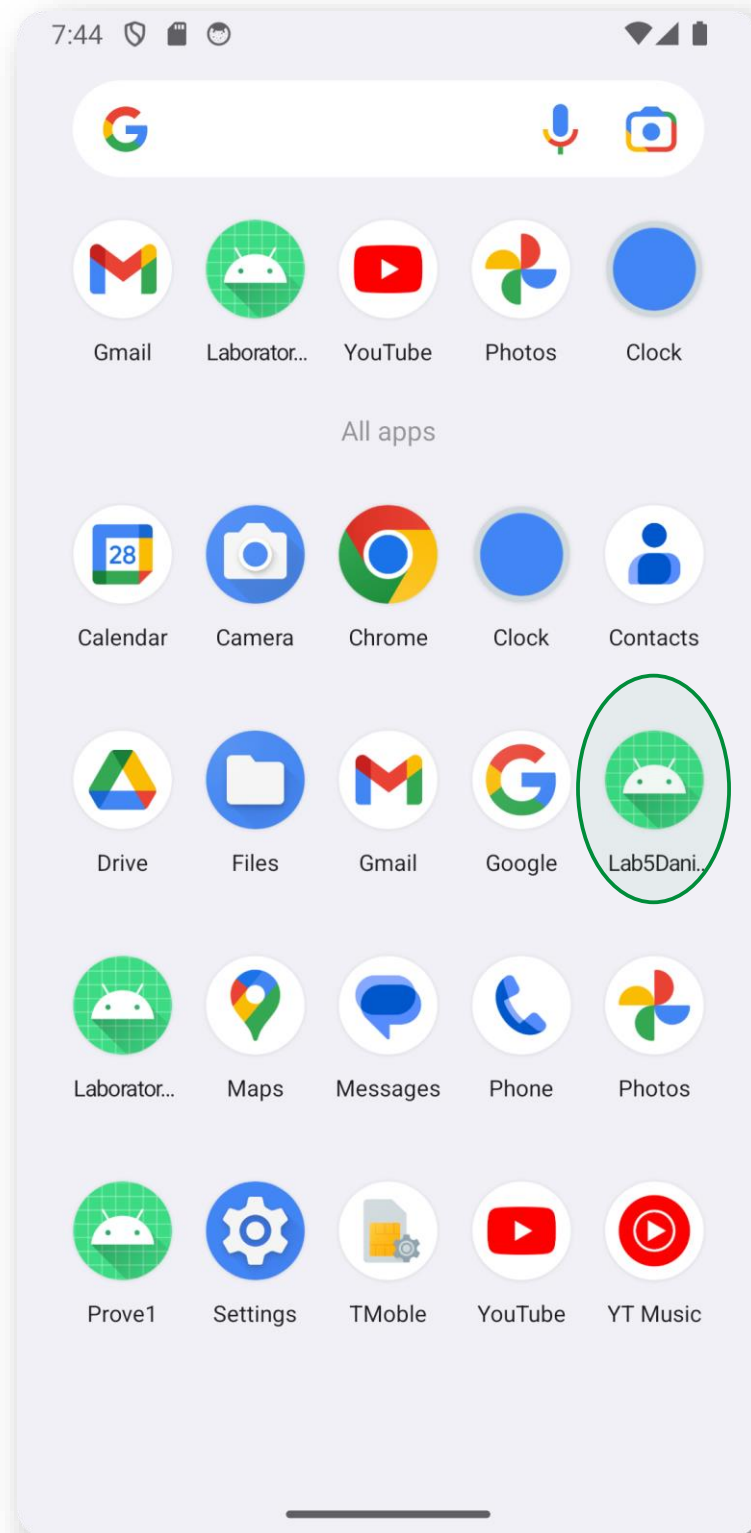 7:44
Gmail Laborator... YouTube Photos Clock
All apps
28
Calendar Camera Chrome Clock Contacts
Drive Files Gmail Google Lab5Dani..
Laborator... Maps Messages Phone Photos
Prove1 Settings TMoble YouTube YT Music